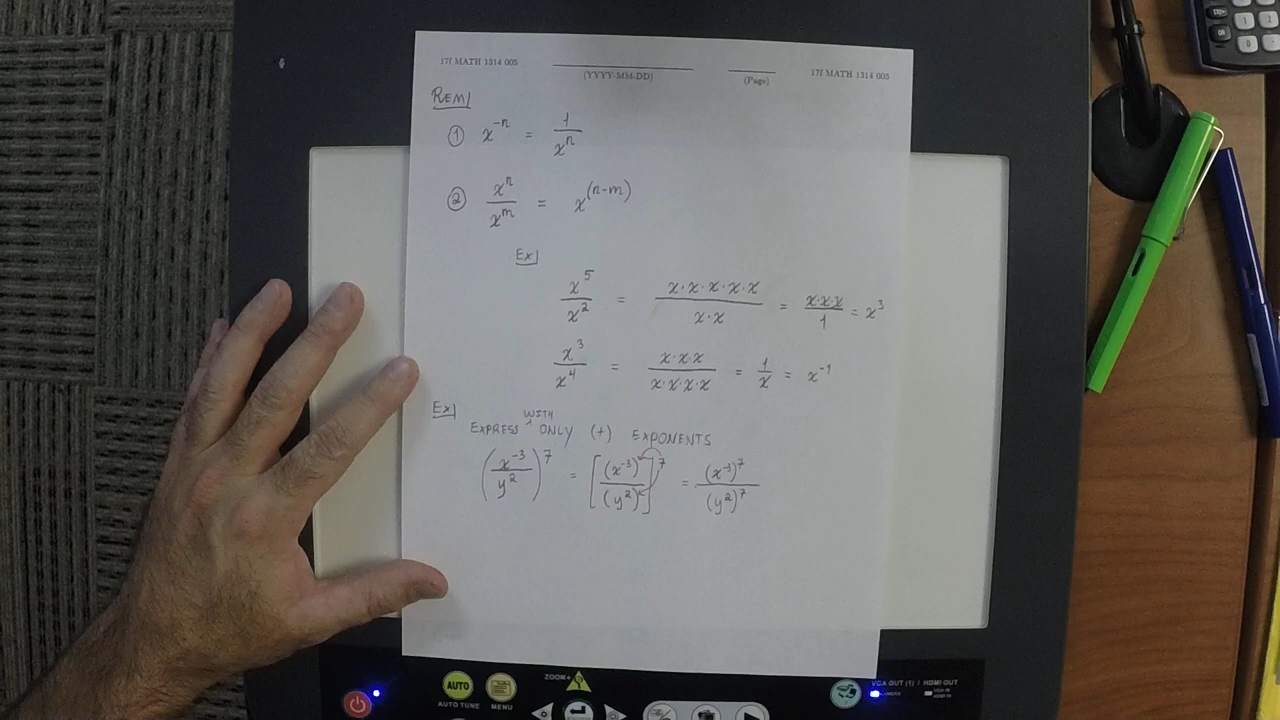 17f MATH 1314 005
(YYYY-MM-DD)
(Page)
17f MATH 1314 005
REM
① x^{-n} = 1/x^n
② x^n/x^m = x^{(n-m)}
Ex
x^5/x^2 = x·x·x·x·x/x·x = x·x·x/1 = x^3
x^3/x^4 = x·x·x/x·x·x·x = 1/x = x^{-1}
Ex
EXPRESS WITH ONLY (+) EXPONENTS
(x^{-3}/y^2)^7 = [(x^{-3})/(y^2)]^7 = (x^{-3})^7/(y^2)^7
AUTO
AUTO TUNE
MENU
ZOOM+
VGA OUT (1) / HDMI OUT